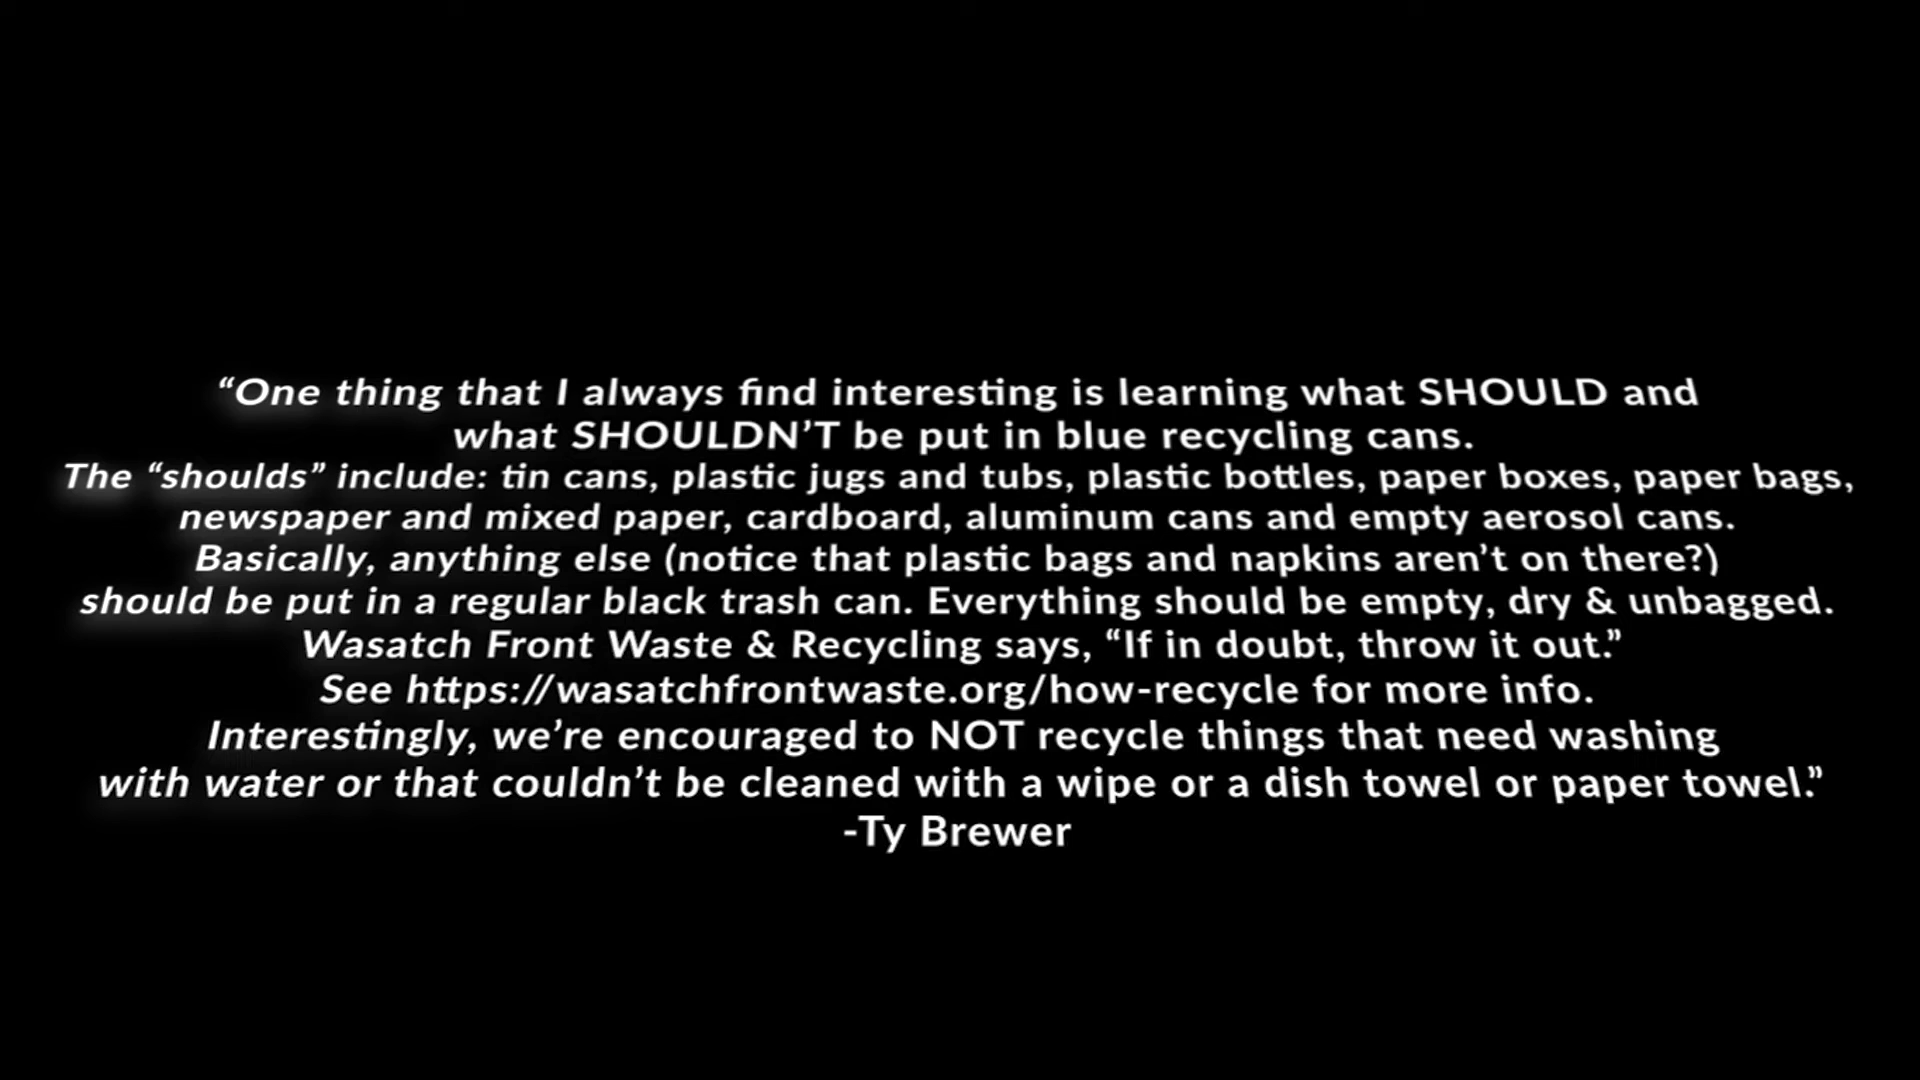 “One thing that I always find interesting is learning what SHOULD and
what SHOULDN’T be put in blue recycling cans.
The “shoulds” include: tin cans, plastic jugs and tubs, plastic bottles, paper boxes, paper bags,
newspaper and mixed paper, cardboard, aluminum cans and empty aerosol cans.
Basically, anything else (notice that plastic bags and napkins aren’t on there?)
should be put in a regular black trash can. Everything should be empty, dry & unbagged.
Wasatch Front Waste & Recycling says, “If in doubt, throw it out.”
See https://wasatchfrontwaste.org/how-recycle for more info.
Interestingly, we’re encouraged to NOT recycle things that need washing
with water or that couldn’t be cleaned with a wipe or a dish towel or paper towel.”
-Ty Brewer